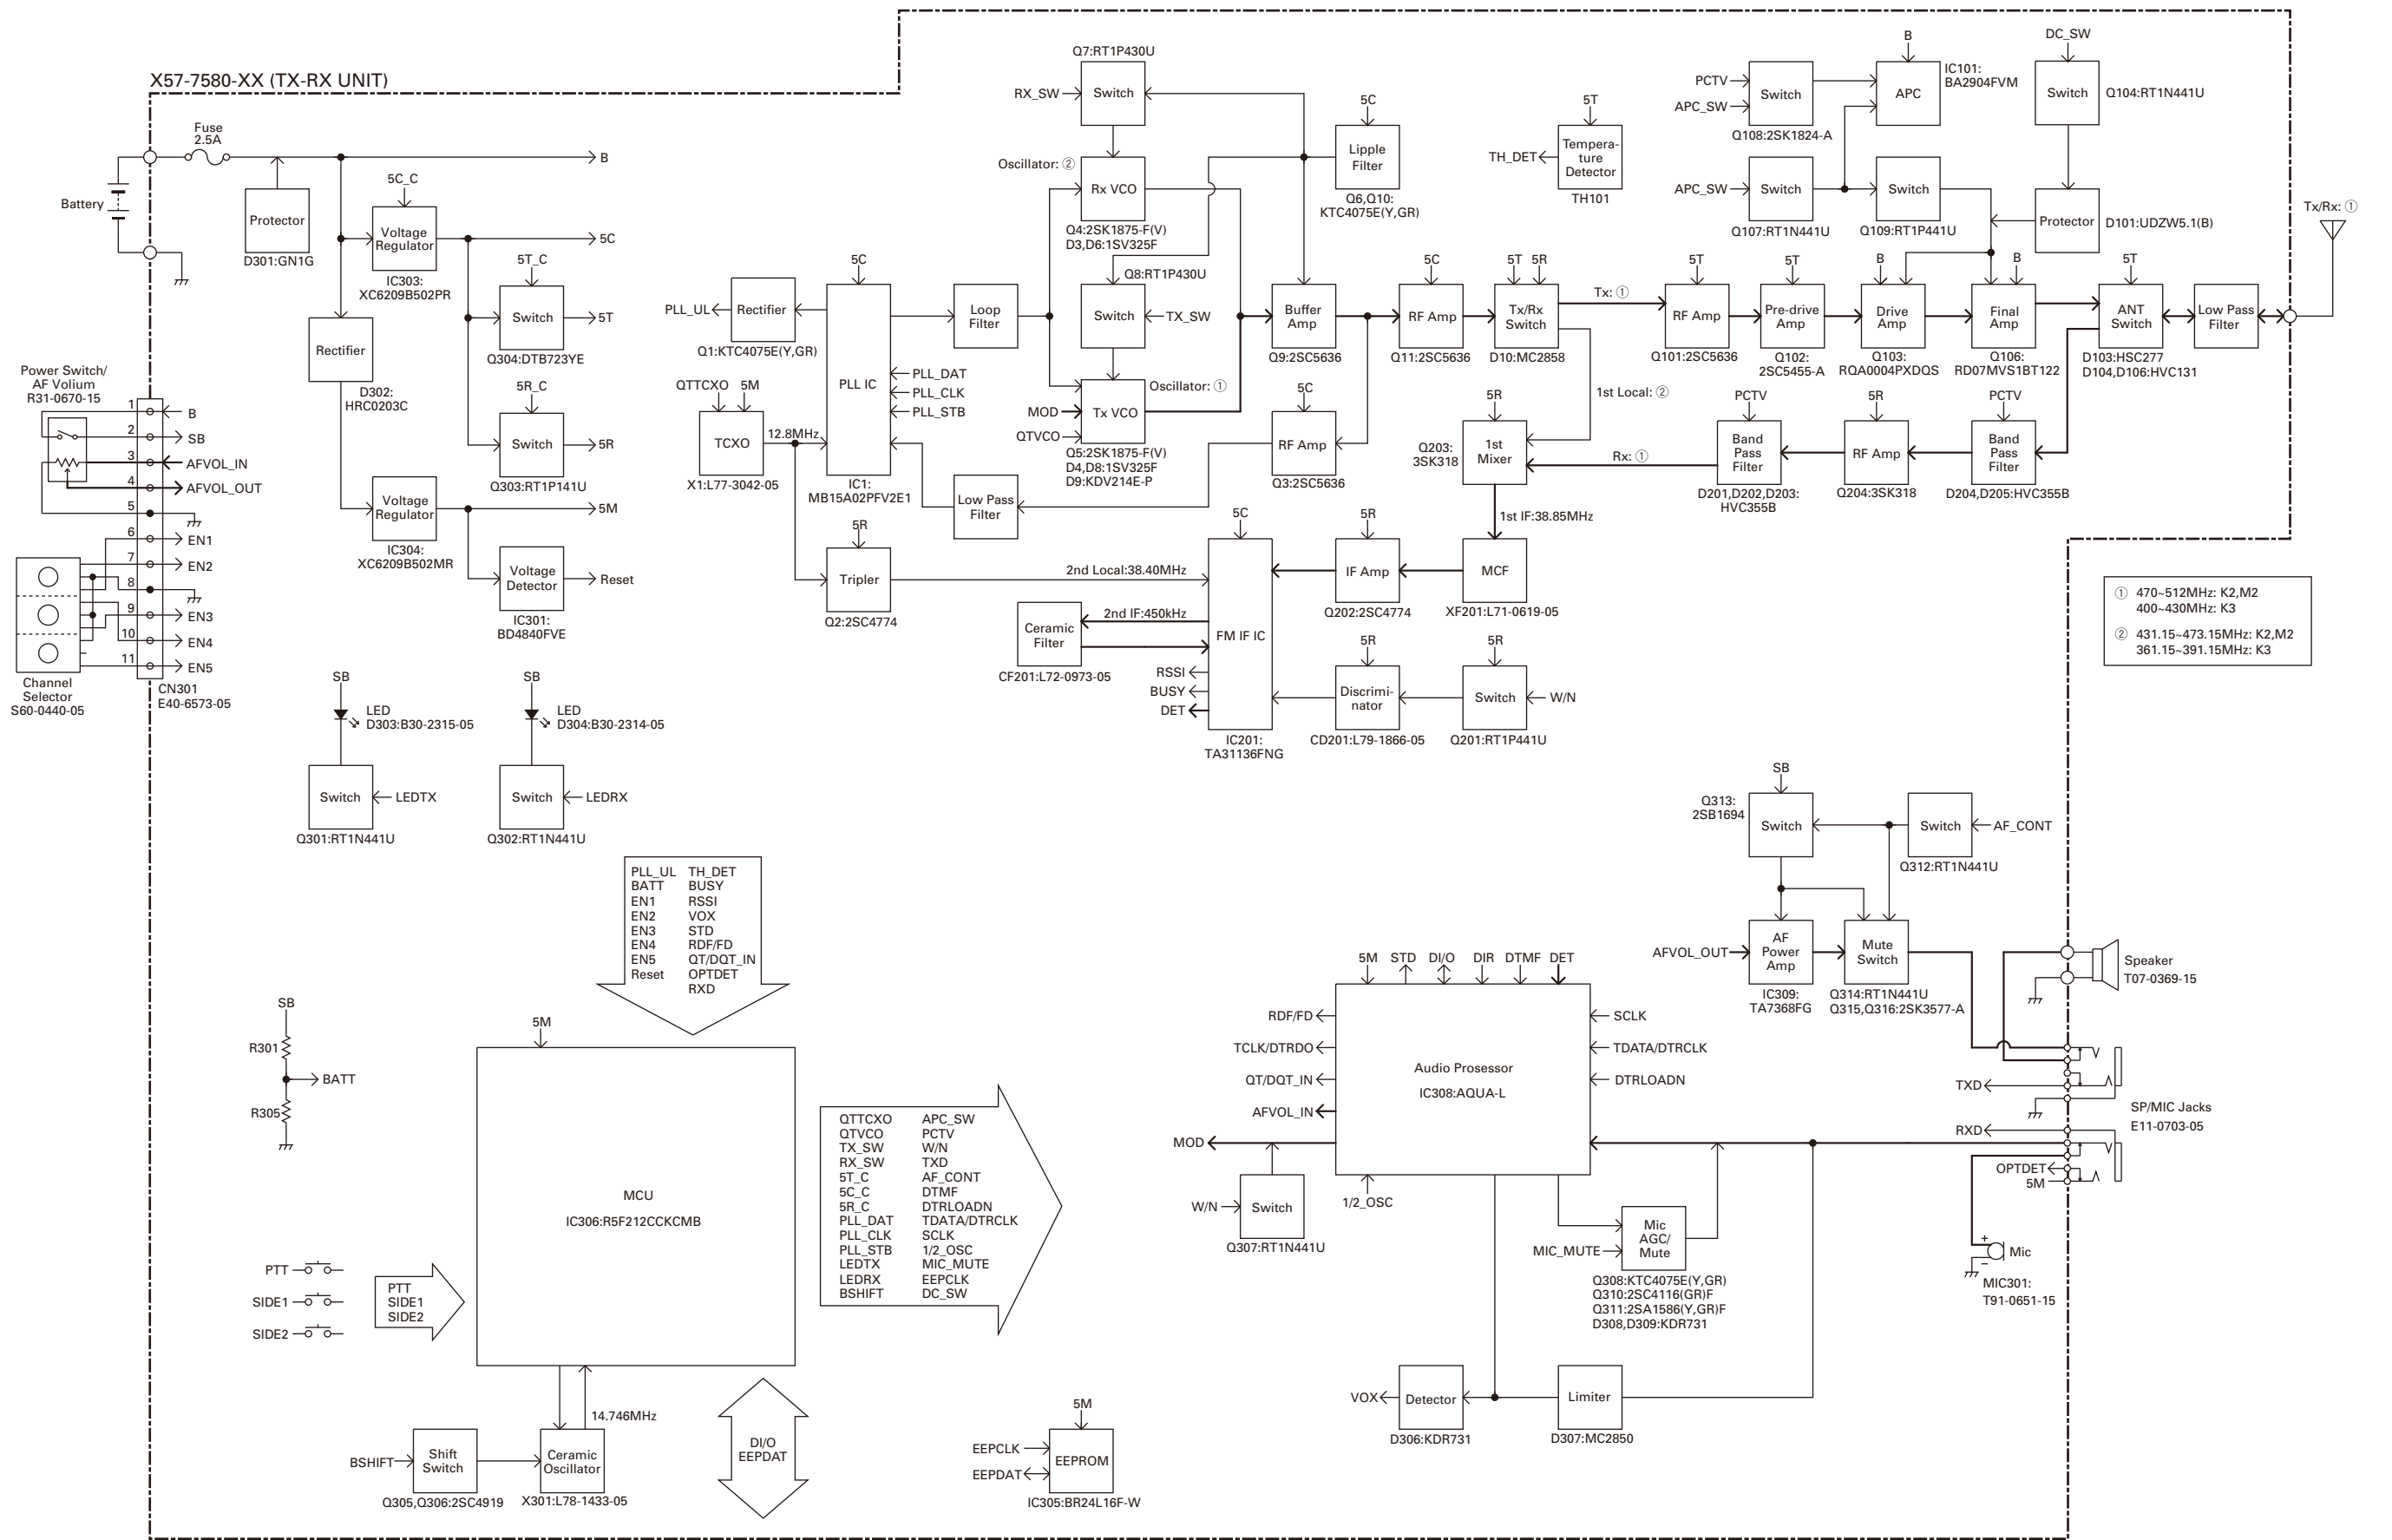 X57-7580-XX (TX-RX UNIT)
Fuse
2.5A
Battery
Protector
D301:GN1G
B
5C_C
Voltage
Regulator
IC303:
XC6209B502PR
5C
5T_C
Switch
Q304:DTB723YE
5T
Rectifier
D302:
HRC0203C
5R_C
Switch
Q303:RT1P141U
5R
Voltage
Regulator
IC304:
XC6209B502MR
5M
Voltage
Detector
IC301:
BD4840FVE
Reset
Power Switch/
AF Volium
R31-0670-15
1
2
3
4
5
6
7
8
9
10
11
B
SB
AFVOL_IN
AFVOL_OUT
EN1
EN2
EN3
EN4
EN5
CN301
E40-6573-05
Channel
Selector
S60-0440-05
SB
LED
D303:B30-2315-05
Switch
LEDTX
Q301:RT1N441U
SB
LED
D304:B30-2314-05
Switch
LEDRX
Q302:RT1N441U
Q7:RT1P430U
RX_SW
Switch
Oscillator: ②
Rx VCO
Q4:2SK1875-F(V)
D3,D6:1SV325F
5C
Lipple
Filter
Q6,Q10:
KTC4075E(Y,GR)
Q8:RT1P430U
Switch
TX_SW
Oscillator: ①
MOD
QTVCO
Tx VCO
Q5:2SK1875-F(V)
D4,D8:1SV325F
D9:KDV214E-P
PLL_UL
Rectifier
Q1:KTC4075E(Y,GR)
5C
PLL IC
PLL_DAT
PLL_CLK
PLL_STB
IC1:
MB15A02PFV2E1
QTTCXO
5M
TCXO
12.8MHz
X1:L77-3042-05
Loop
Filter
Low Pass
Filter
5R
Tripler
Q2:2SC4774
2nd Local:38.40MHz
Buffer
Amp
Q9:2SC5636
5C
RF Amp
Q3:2SC5636
5C
RF Amp
Q11:2SC5636
5T
5R
Tx/Rx
Switch
D10:MC2858
Tx: ①
1st Local: ②
5T
Tempera-
ture
Detector
TH_DET
TH101
PCTV
APC_SW
Switch
Q108:2SK1824-A
B
APC
IC101:
BA2904FVM
DC_SW
Switch
Q104:RT1N441U
APC_SW
Switch
Q107:RT1N441U
Switch
Q109:RT1P441U
Protector
D101:UDZW5.1(B)
5T
RF Amp
Q101:2SC5636
5T
Pre-drive
Amp
Q102:
2SC5455-A
B
Drive
Amp
Q103:
RQA0004PXDQS
B
Final
Amp
Q106:
RD07MVS1BT122
5T
ANT
Switch
D103:HSC277
D104,D106:HVC131
Low Pass
Filter
Tx/Rx: ①
5R
Q203:
3SK318
1st
Mixer
Rx: ①
PCTV
Band
Pass
Filter
D201,D202,D203:
HVC355B
5R
RF Amp
Q204:3SK318
PCTV
Band
Pass
Filter
D204,D205:HVC355B
1st IF:38.85MHz
MCF
XF201:L71-0619-05
5R
IF Amp
Q202:2SC4774
5C
FM IF IC
IC201:
TA31136FNG
2nd IF:450kHz
Ceramic
Filter
CF201:L72-0973-05
RSSI
BUSY
DET
5R
Discrimi-
nator
CD201:L79-1866-05
5R
Switch
W/N
Q201:RT1P441U
① 470~512MHz: K2,M2
400~430MHz: K3
② 431.15~473.15MHz: K2,M2
361.15~391.15MHz: K3
PLL_UL TH_DET
BATT BUSY
EN1 RSSI
EN2 VOX
EN3 STD
EN4 RDF/FD
EN5 QT/DQT_IN
Reset OPTDET
RXD
SB
R301
BATT
R305
5M
MCU
IC306:R5F212CCKCMB
PTT
SIDE1
SIDE2
PTT
SIDE1
SIDE2
14.746MHz
BSHIFT
Shift
Switch
Q305,Q306:2SC4919
Ceramic
Oscillator
X301:L78-1433-05
DI/O
EEPDAT
QTTCXO APC_SW
QTVCO PCTV
TX_SW W/N
RX_SW TXD
5T_C AF_CONT
5C_C DTMF
5R_C DTRLOADN
PLL_DAT TDATA/DTRCLK
PLL_CLK SCLK
PLL_STB 1/2_OSC
LEDTX MIC_MUTE
LEDRX EEPCLK
BSHIFT DC_SW
5M
EEPCLK
EEPDAT
EEPROM
IC305:BR24L16F-W
5M STD DI/O DIR DTMF DET
RDF/FD
TCLK/DTRDO
QT/DQT_IN
AFVOL_IN
MOD
Audio Prosessor
IC308:AQUA-L
SCLK
TDATA/DTRCLK
DTRLOADN
1/2_OSC
W/N
Switch
Q307:RT1N441U
MIC_MUTE
Mic
AGC/
Mute
Q308:KTC4075E(Y,GR)
Q310:2SC4116(GR)F
Q311:2SA1586(Y,GR)F
D308,D309:KDR731
VOX
Detector
D306:KDR731
Limiter
D307:MC2850
SB
Q313:
2SB1694
Switch
Switch
AF_CONT
Q312:RT1N441U
AFVOL_OUT
AF
Power
Amp
IC309:
TA7368FG
Mute
Switch
Q314:RT1N441U
Q315,Q316:2SK3577-A
Speaker
T07-0369-15
TXD
SP/MIC Jacks
E11-0703-05
RXD
OPTDET
5M
+
−
Mic
MIC301:
T91-0651-15